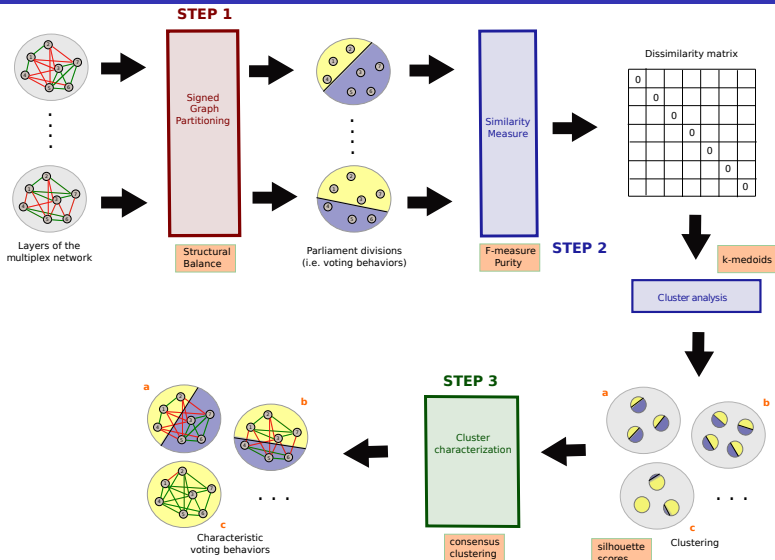 STEP 1
Signed
Graph
Partitioning
Structural
Balance
Layers of the
multiplex network
Parliament divisions
(i.e. voting behaviors)
Similarity
Measure
F-measure
Purity
STEP 2
Dissimilarity matrix
0
0
0
0
0
0
0
k-medoids
Cluster analysis
a
b
c
. . .
Clustering
silhouette
scores
STEP 3
Cluster
characterization
consensus
clustering
a
b
c
. . .
Characteristic
voting behaviors